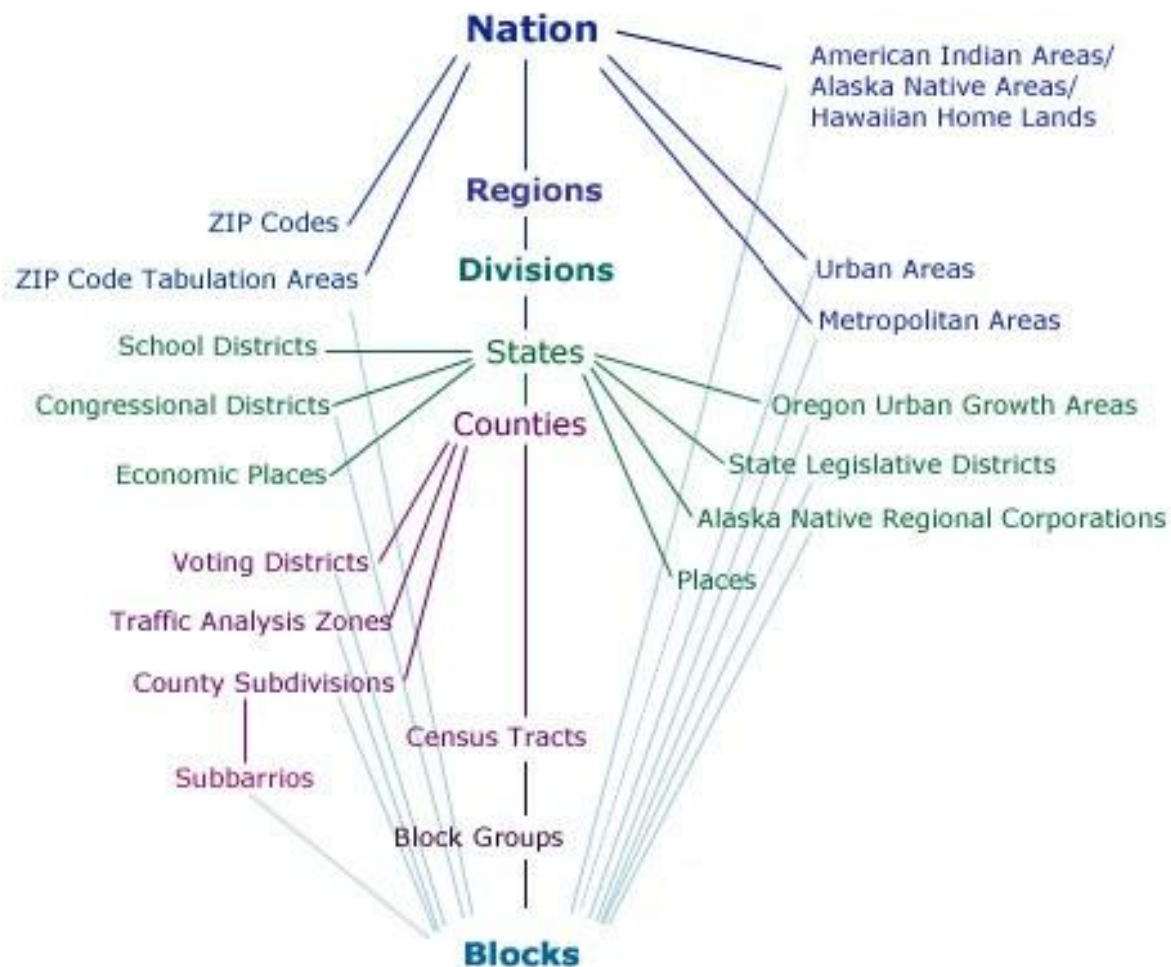 Nation
American Indian Areas/
Alaska Native Areas/
Hawaiian Home Lands
Regions
ZIP Codes
Divisions
Urban Areas
ZIP Code Tabulation Areas
Metropolitan Areas
School Districts
States
Congressional Districts
Oregon Urban Growth Areas
Counties
State Legislative Districts
Economic Places
Alaska Native Regional Corporations
Voting Districts
Places
Traffic Analysis Zones
County Subdivisions
Census Tracts
Subbarrios
Block Groups
Blocks